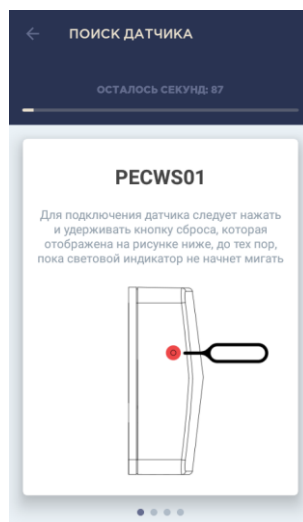 ПОИСК ДАТЧИКА
ОСТАЛОСЬ СЕКУНД: 87
PECWS01
Для подключения датчика следует нажать
и удерживать кнопку сброса, которая
отображена на рисунке ниже, до тех пор,
пока световой индикатор не начнет мигать